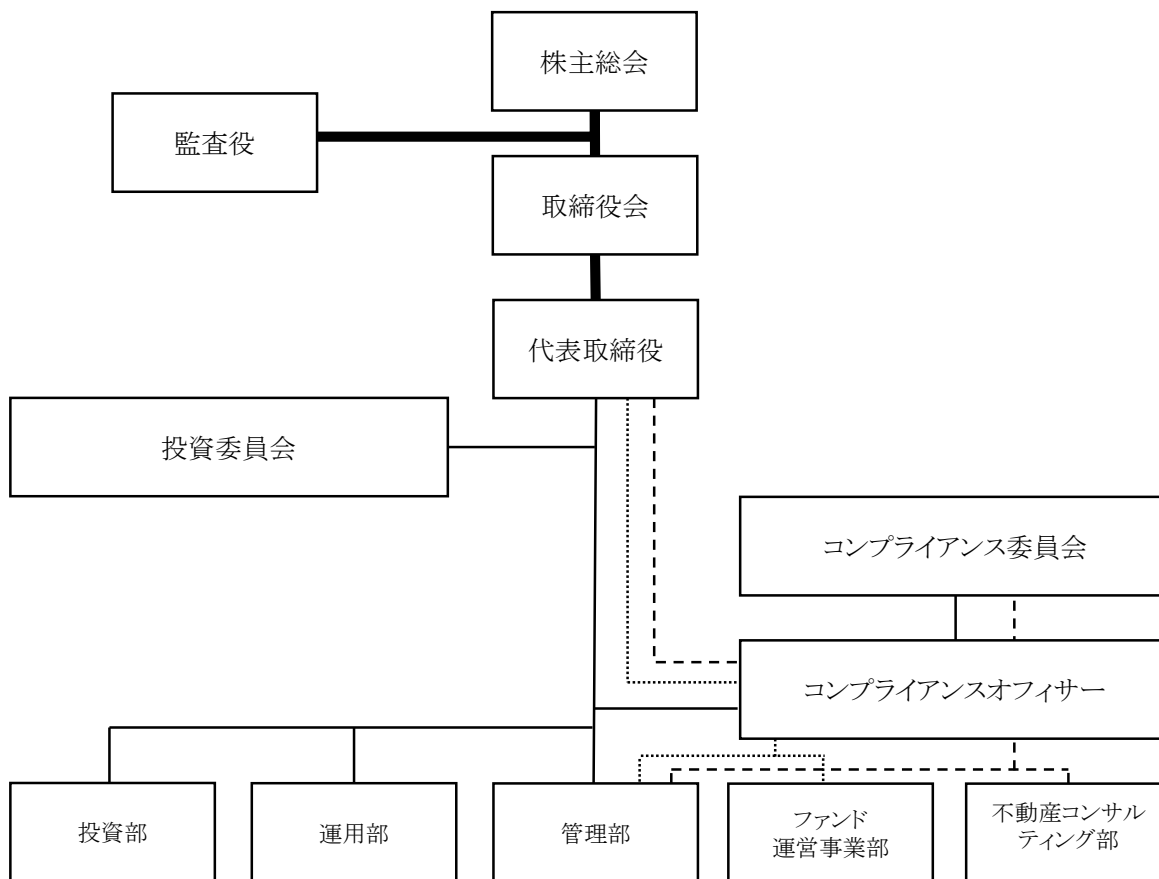 株主総会
監査役
取締役会
代表取締役
投資委員会
コンプライアンス委員会
コンプライアンスオフィサー
投資部
運用部
管理部
ファンド
運営事業部
不動産コンサル
ティング部